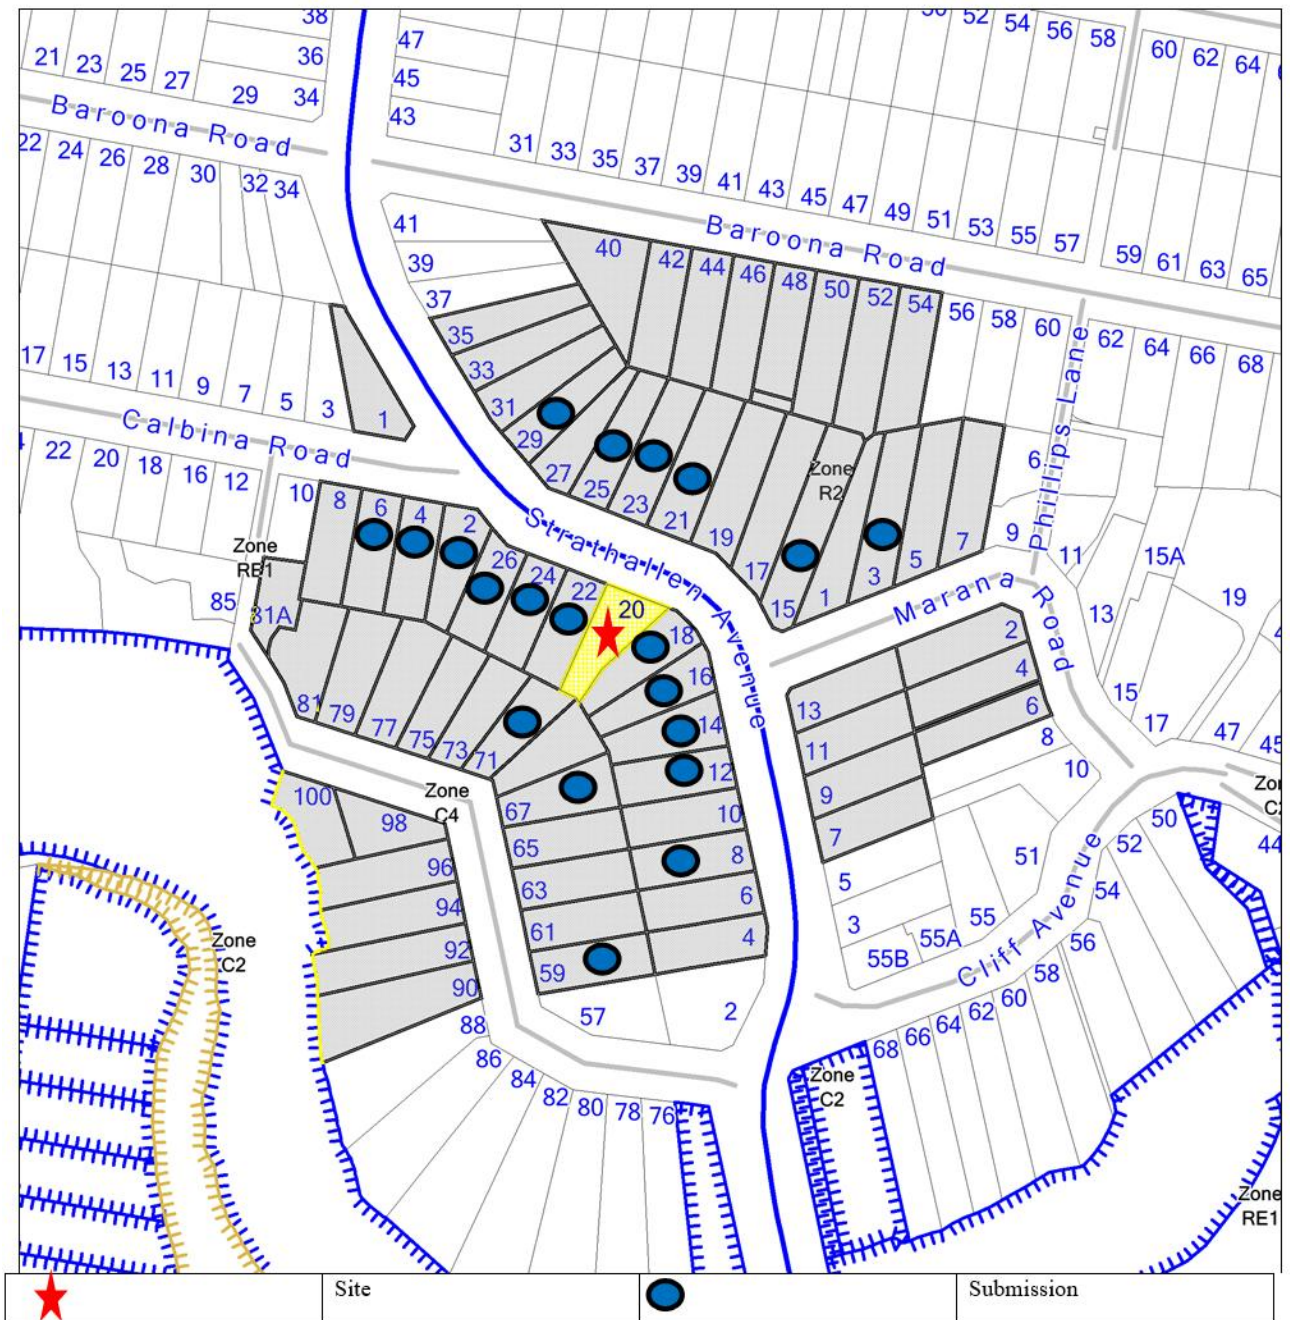 38
36
34
21 23 25 27 29
47
45
43
52 54 56 58 60 62 64
Baroona Road
22 24 26 28 30 32 34
31 33 35 37 39 41 43 45 47 49 51 53 55 57 59 61 63 65
Baroona Road
41
39
37
35
33
31
29
27
25
23
21
19
17
15
40 42 44 46 48 50 52 54 56 58 60 62 64 66 68
17 15 13 11 9 7 5 3 1
Calbina Road
22 20 18 16 12 10 8 6 4 2
26 24 22 20 18
16
14
12
10
8
6
4
2
Strathallen Avenue
Zone
R2
1 3 5 7 9 11
6
Phillips Lane
15A
19
13
15
17
47
45
Marana Road
Zone
RE1
85
81A
81 79 77 75 73 71
67
65
63
61
59
57
Zone
C4
100 98
96
94
92
90
88
86
84
82
80
78
76
13
11
9
7
5
3
2
4
6
8
10
51
55
55A
55B
Cliff Avenue
50
52
54
56
58
60
62
64
66
68
44
Zone
C2
Zone
C2
Zone
RE1
Site
Submission